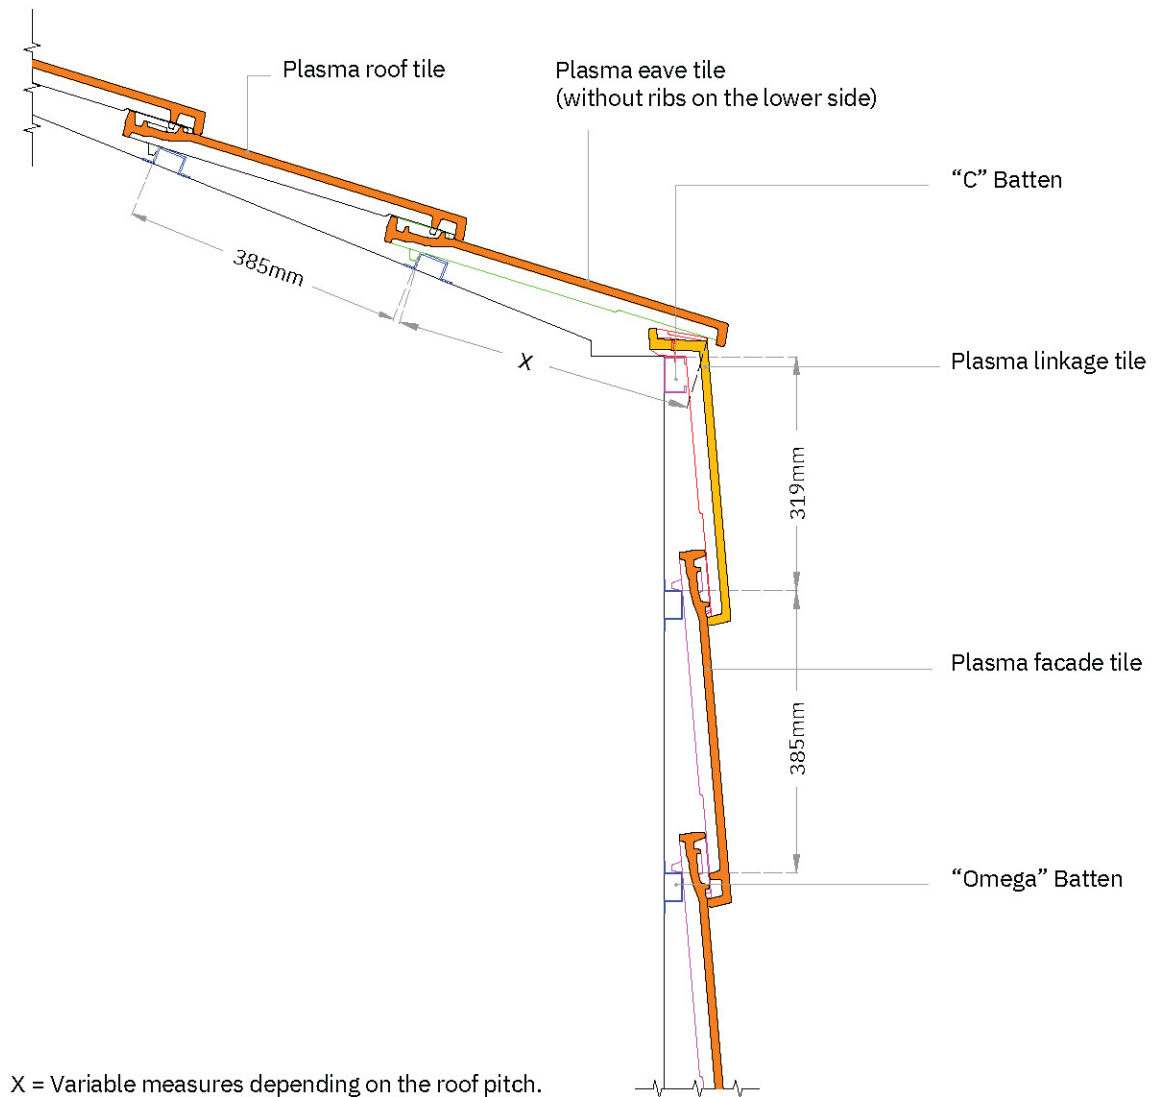 Plasma roof tile
Plasma eave tile
(without ribs on the lower side)
“C” Batten
385mm
X
Plasma linkage tile
319mm
Plasma facade tile
385mm
“Omega” Batten
X = Variable measures depending on the roof pitch.